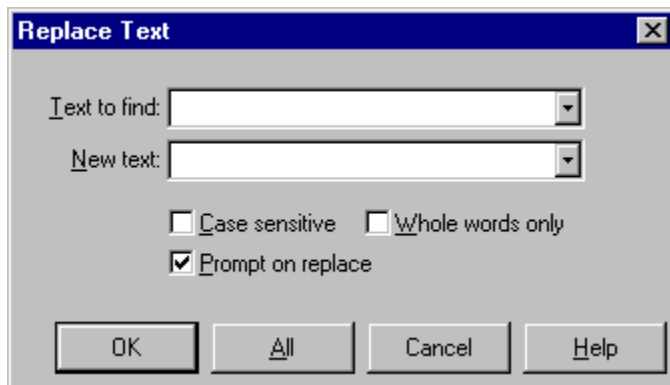 Replace Text
Text to find:
New text:
Case sensitive Whole words only
Prompt on replace
OK All Cancel Help